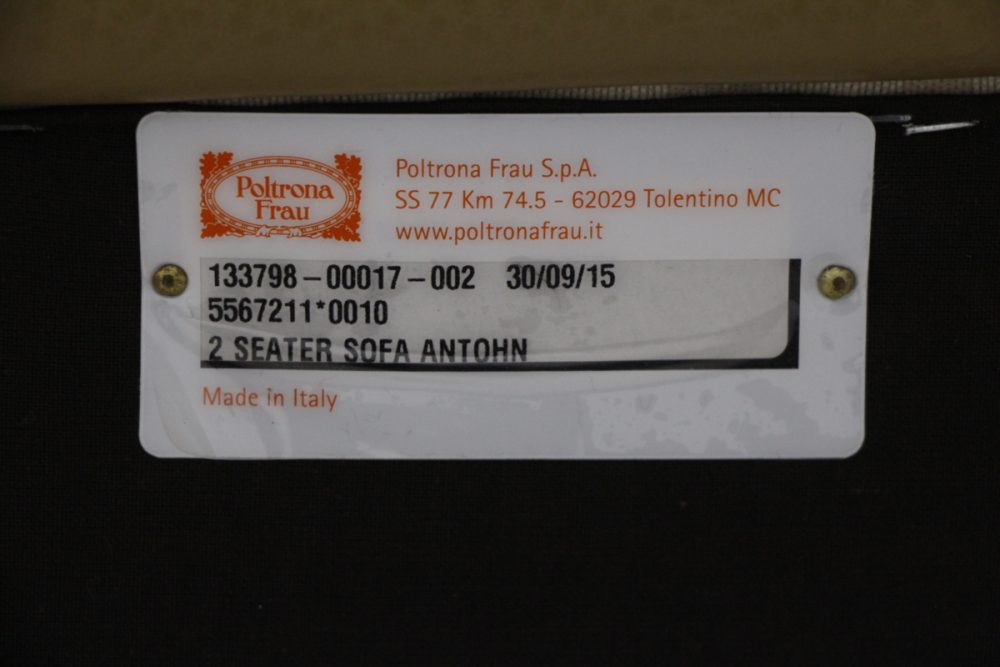 Poltrona
Frau
Poltrona Frau S.p.A.
SS 77 Km 74.5 - 62029 Tolentino MC
www.poltronafrau.it
133798-00017-002 30/09/15
5567211*0010
2 SEATER SOFA ANTOHN
Made in Italy